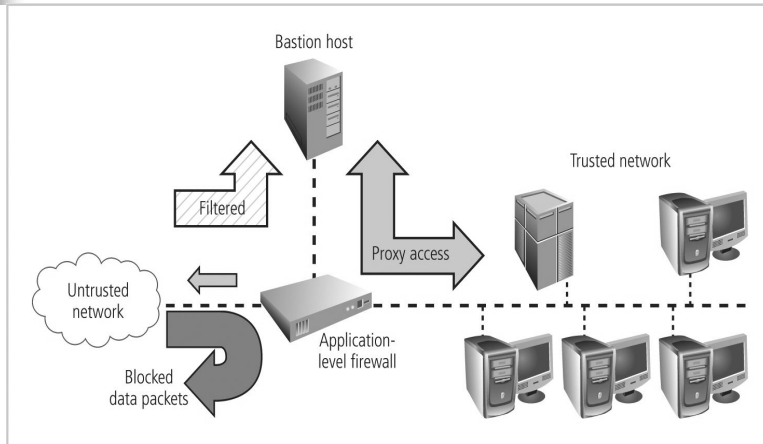 Bastion host
Trusted network
Filtered
Proxy access
Untrusted
network
Application-
level firewall
Blocked
data packets